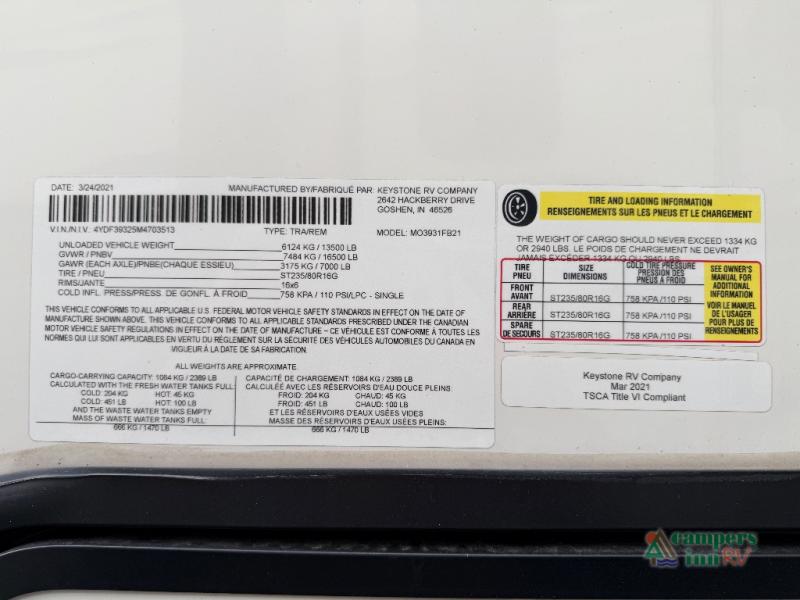 DATE: 3/24/2021
MANUFACTURED BY/FABRIQUÉ PAR: KEYSTONE RV COMPANY
2642 HACKBERRY DRIVE
GOSHEN, IN 46526
V.I.N./N.I.V. 4YDF39325M4703513 TYPE: TRA/REM MODEL: MO3931FB21
UNLOADED VEHICLE WEIGHT 6124 KG / 13500 LB
GVWR / PNBV 7484 KG / 16500 LB
GAWR (EACH AXLE)/PNBE(CHAQUE ESSIEU) 3175 KG / 7000 LB
TIRE / PNEU ST235/80R16G
RIMS/JANTE 16x6
COLD INFL. PRESS/PRESS. DE GONFL. À FROID 758 KPA / 110 PSI/LPC - SINGLE
THIS VEHICLE CONFORMS TO ALL APPLICABLE U.S. FEDERAL MOTOR VEHICLE SAFETY STANDARDS IN EFFECT ON THE DATE OF
MANUFACTURE SHOWN ABOVE. THIS VEHICLE CONFORMS TO ALL APPLICABLE STANDARDS PRESCRIBED UNDER THE CANADIAN
MOTOR VEHICLE SAFETY REGULATIONS IN EFFECT ON THE DATE OF MANUFACTURE – CE VÉHICULE EST CONFORME À TOUTES LES
NORMES QUI LUI SONT APPLICABLES EN VERTU DU RÈGLEMENT SUR LA SÉCURITÉ DES VÉHICULES AUTOMOBILES DU CANADA EN
VIGUEUR À LA DATE DE SA FABRICATION.
ALL WEIGHTS ARE APPROXIMATE.
CARGO-CARRYING CAPACITY: 1084 KG / 2389 LB
CALCULATED WITH THE FRESH WATER TANKS FULL:
COLD: 204 KG HOT: 45 KG
COLD: 451 LB HOT: 100 LB
AND THE WASTE WATER TANKS EMPTY
MASS OF WASTE WATER TANKS FULL:
666 KG / 1470 LB
CAPACITÉ DE CHARGEMENT: 1084 KG / 2389 LB
CALCULÉE AVEC LES RÉSERVOIRS D'EAU DOUCE PLEINS:
FROID: 204 KG CHAUD: 45 KG
FROID: 451 LB CHAUD: 100 LB
ET LES RÉSERVOIRS D'EAUX USÉES VIDES
MASSE DES RÉSERVOIRS D'EAUX USÉES PLEINS:
666 KG / 1470 LB
TIRE AND LOADING INFORMATION
RENSEIGNEMENTS SUR LES PNEUS ET LE CHARGEMENT
THE WEIGHT OF CARGO SHOULD NEVER EXCEED 1334 KG
OR 2940 LBS. LE POIDS DE CHARGEMENT NE DEVRAIT
JAMAIS EXCÉDER 1334 KG OU 2940 LBS
TIRE
PNEU
SIZE
DIMENSIONS
COLD TIRE PRESSURE
PRESSION DES
PNEUS À FROID
FRONT
AVANT
ST235/80R16G
758 KPA /110 PSI
REAR
ARRIÈRE
ST235/80R16G
758 KPA /110 PSI
SPARE
DE SECOURS
ST235/80R16G
758 KPA /110 PSI
SEE OWNER'S
MANUAL FOR
ADDITIONAL
INFORMATION
VOIR LE MANUEL
DE L'USAGER
POUR PLUS DE
RENSEIGNEMENTS
Keystone RV Company
Mar 2021
TSCA Title VI Compliant
campers
inn RV